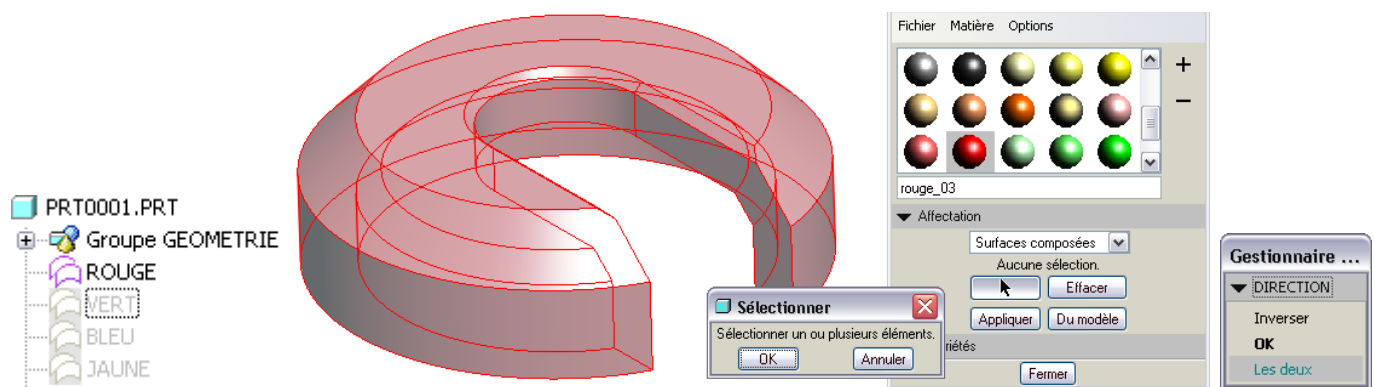 PRT0001.PRT
Groupe GEOMETRIE
ROUGE
VERT
BLEU
JAUNE
Sélectionner
Sélectionner un ou plusieurs éléments.
OK Annuler
Fichier Matière Options
+
−
rouge_03
Affectation
Surfaces composées
Aucune sélection.
Effacer
Appliquer Du modèle
riétés
Fermer
Gestionnaire ...
DIRECTION
Inverser
OK
Les deux